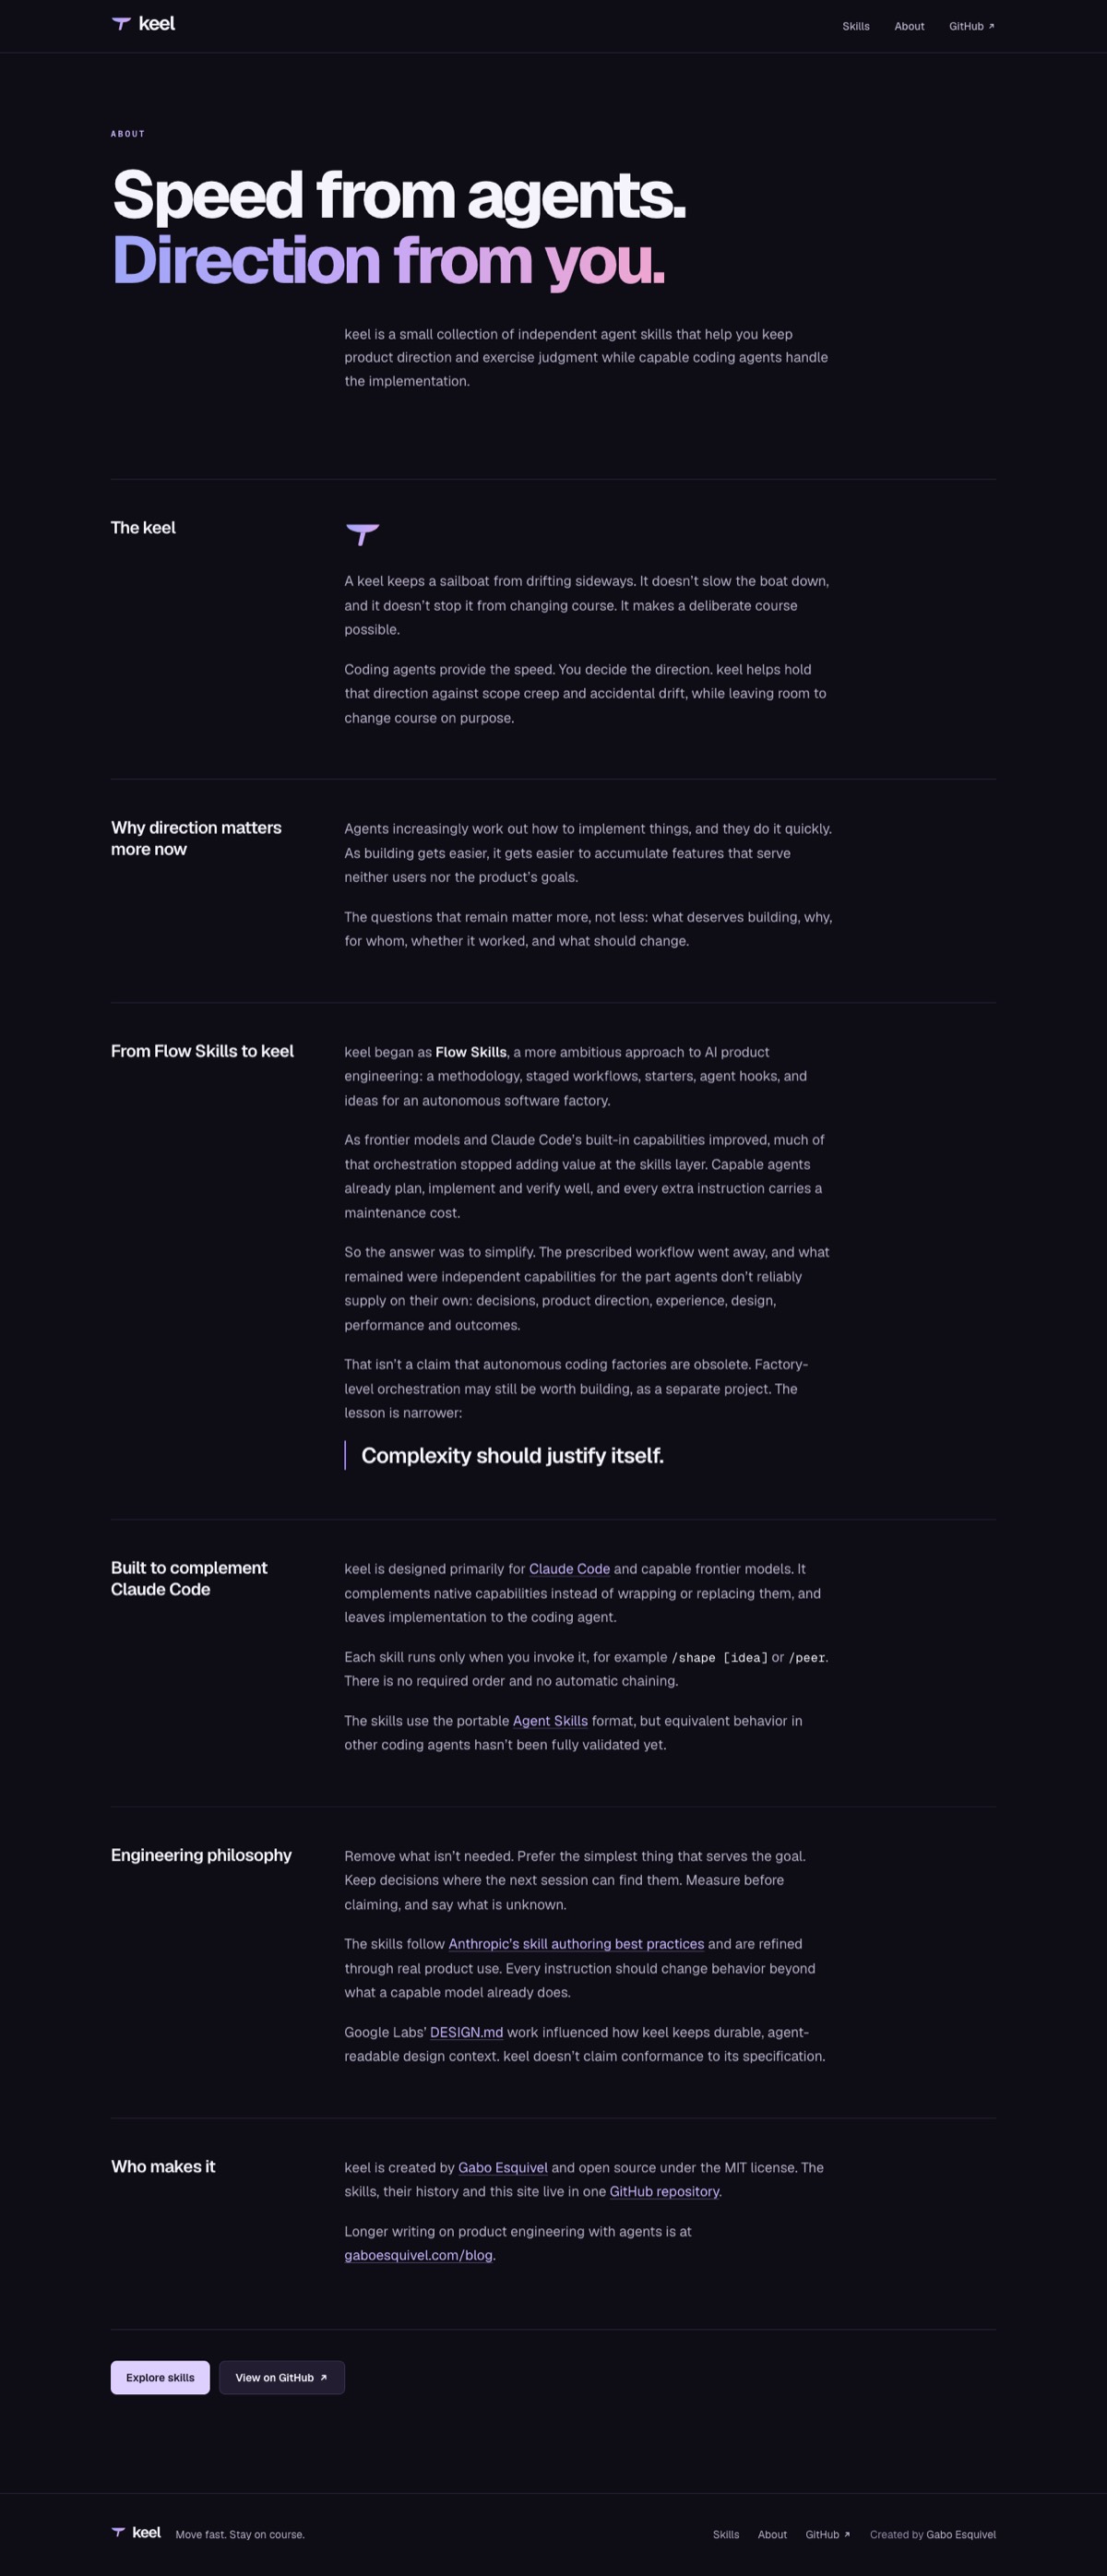 keel
Skills About GitHub ↗
ABOUT
Speed from agents.
Direction from you.
keel is a small collection of independent agent skills that help you keep
product direction and exercise judgment while capable coding agents handle
the implementation.
The keel
A keel keeps a sailboat from drifting sideways. It doesn’t slow the boat down,
and it doesn’t stop it from changing course. It makes a deliberate course
possible.
Coding agents provide the speed. You decide the direction. keel helps hold
that direction against scope creep and accidental drift, while leaving room to
change course on purpose.
Why direction matters
more now
Agents increasingly work out how to implement things, and they do it quickly.
As building gets easier, it gets easier to accumulate features that serve
neither users nor the product’s goals.
The questions that remain matter more, not less: what deserves building, why,
for whom, whether it worked, and what should change.
From Flow Skills to keel
keel began as Flow Skills, a more ambitious approach to AI product
engineering: a methodology, staged workflows, starters, agent hooks, and
ideas for an autonomous software factory.
As frontier models and Claude Code’s built-in capabilities improved, much of
that orchestration stopped adding value at the skills layer. Capable agents
already plan, implement and verify well, and every extra instruction carries a
maintenance cost.
So the answer was to simplify. The prescribed workflow went away, and what
remained were independent capabilities for the part agents don’t reliably
supply on their own: decisions, product direction, experience, design,
performance and outcomes.
That isn’t a claim that autonomous coding factories are obsolete. Factory-
level orchestration may still be worth building, as a separate project. The
lesson is narrower:
Complexity should justify itself.
Built to complement
Claude Code
keel is designed primarily for Claude Code and capable frontier models. It
complements native capabilities instead of wrapping or replacing them, and
leaves implementation to the coding agent.
Each skill runs only when you invoke it, for example /shape [idea] or /peer.
There is no required order and no automatic chaining.
The skills use the portable Agent Skills format, but equivalent behavior in
other coding agents hasn’t been fully validated yet.
Engineering philosophy
Remove what isn’t needed. Prefer the simplest thing that serves the goal.
Keep decisions where the next session can find them. Measure before
claiming, and say what is unknown.
The skills follow Anthropic’s skill authoring best practices and are refined
through real product use. Every instruction should change behavior beyond
what a capable model already does.
Google Labs’ DESIGN.md work influenced how keel keeps durable, agent-
readable design context. keel doesn’t claim conformance to its specification.
Who makes it
keel is created by Gabo Esquivel and open source under the MIT license. The
skills, their history and this site live in one GitHub repository.
Longer writing on product engineering with agents is at
gaboesquivel.com/blog.
Explore skills View on GitHub ↗
keel Move fast. Stay on course. Skills About GitHub ↗ Created by Gabo Esquivel